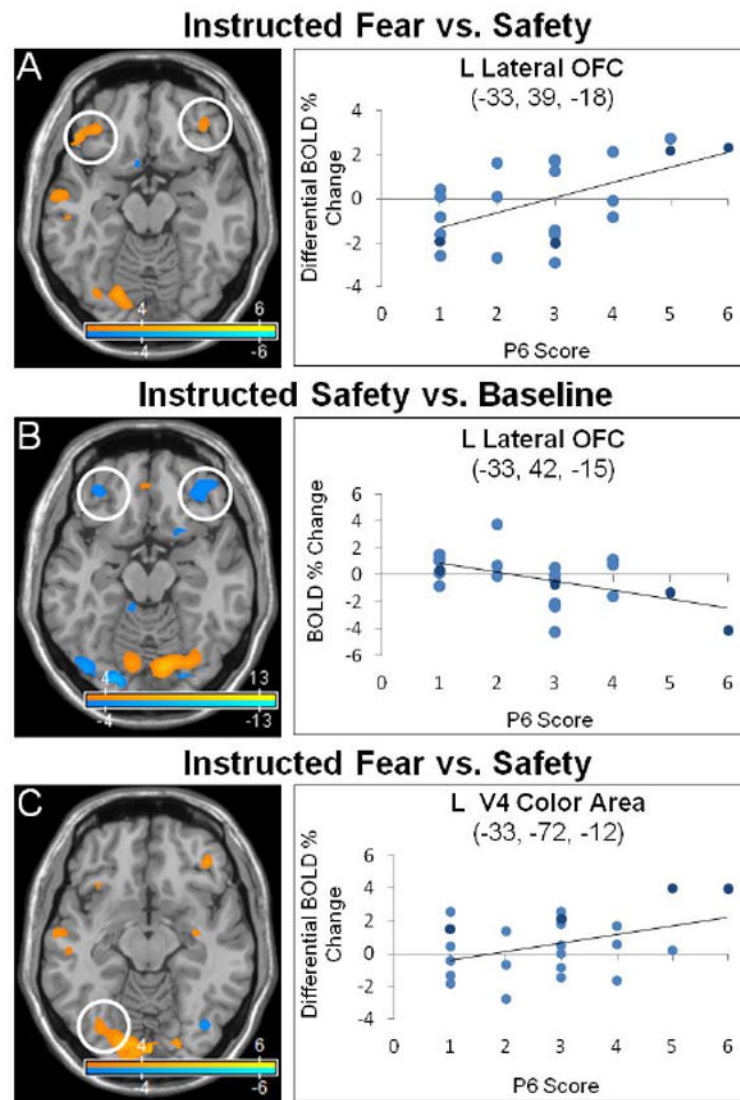 Instructed Fear vs. Safety
A
4
6
-4
-6
L Lateral OFC
(-33, 39, -18)
Differential BOLD %
Change
4
2
0
-2
-4
0 1 2 3 4 5 6
P6 Score
Instructed Safety vs. Baseline
B
4
13
-4
-13
L Lateral OFC
(-33, 42, -15)
BOLD % Change
6
4
2
0
-2
-4
-6
0 1 2 3 4 5 6
P6 Score
Instructed Fear vs. Safety
C
4
6
-4
-6
L V4 Color Area
(-33, -72, -12)
Differential BOLD %
Change
6
4
2
0
-2
-4
0 1 2 3 4 5 6
P6 Score